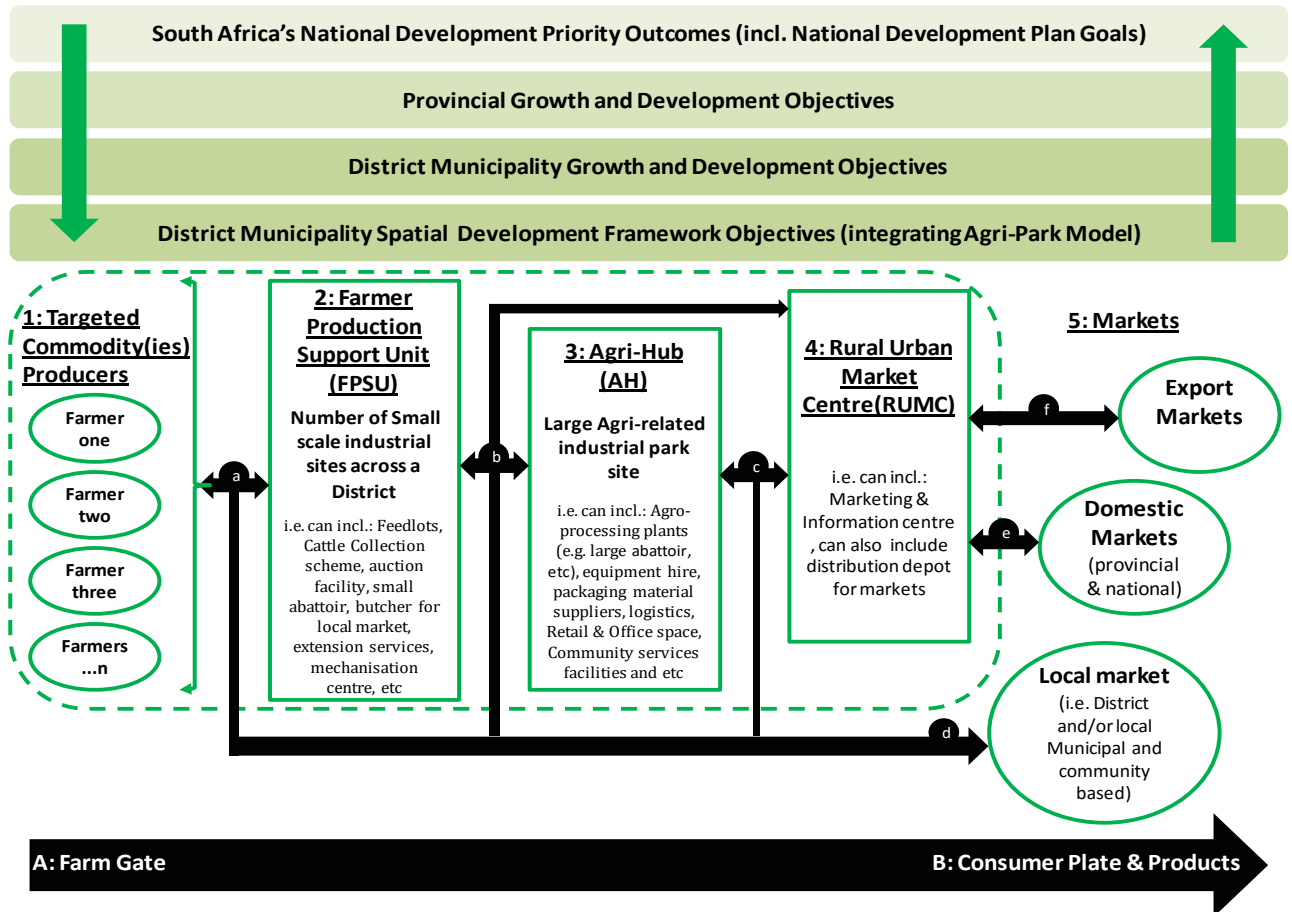 South Africa's National Development Priority Outcomes (incl. National Development Plan Goals)
Provincial Growth and Development Objectives
District Municipality Growth and Development Objectives
District Municipality Spatial Development Framework Objectives (integrating Agri-Park Model)
1: Targeted
Commodity(ies)
Producers
Farmer
one
Farmer
two
Farmer
three
Farmers
...n
a
2: Farmer
Production
Support Unit
(FPSU)
Number of Small
scale industrial
sites across a
District
i.e. can incl.: Feedlots,
Cattle Collection
scheme, auction
facility, small
abattoir, butcher for
local market,
extension services,
mechanisation
centre, etc
b
3: Agri-Hub
(AH)
Large Agri-related
industrial park
site
i.e. can incl.: Agro-
processing plants
(e.g. large abattoir,
etc), equipment hire,
packaging material
suppliers, logistics,
Retail & Office space,
Community services
facilities and etc
c
4: Rural Urban
Market
Centre(RUMC)
i.e. can incl.:
Marketing &
Information centre
, can also include
distribution depot
for markets
5: Markets
f
Export
Markets
e
Domestic
Markets
(provincial
& national)
d
Local market
(i.e. District
and/or local
Municipal and
community
based)
A: Farm Gate
B: Consumer Plate & Products